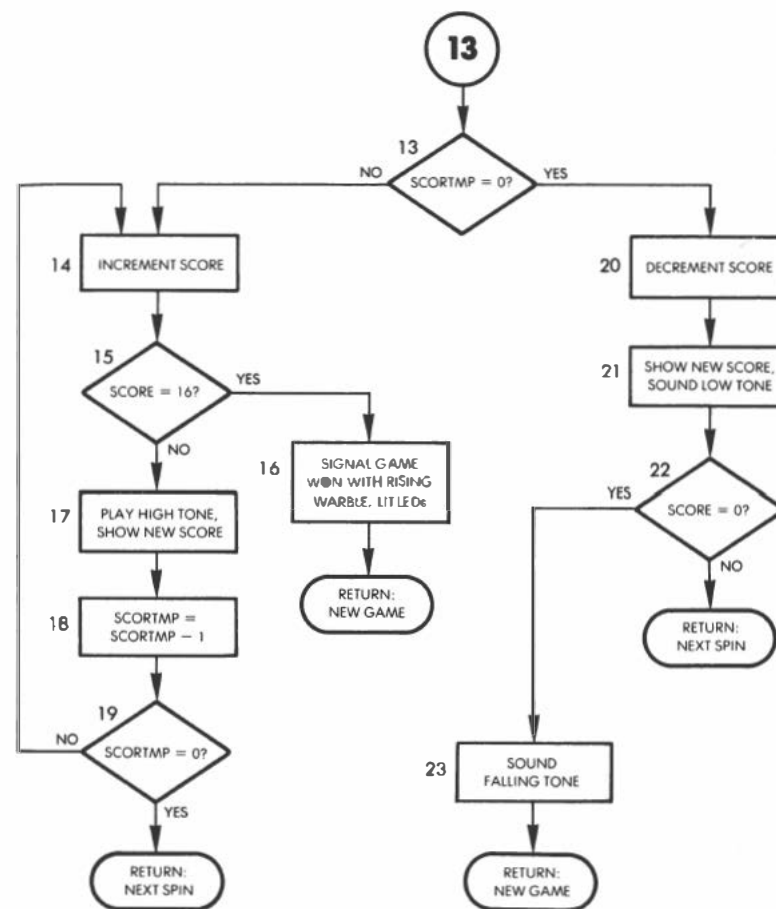 13
13
SCORTMP = 0?
NO
YES
14
INCREMENT SCORE
15
SCORE = 16?
YES
NO
16
SIGNAL GAME
WON WITH RISING
WARBLE, LIT LEDs
RETURN:
NEW GAME
17
PLAY HIGH TONE,
SHOW NEW SCORE
18
SCORTMP =
SCORTMP − 1
19
SCORTMP = 0?
NO
YES
RETURN:
NEXT SPIN
20
DECREMENT SCORE
21
SHOW NEW SCORE,
SOUND LOW TONE
22
SCORE = 0?
YES
NO
RETURN:
NEXT SPIN
23
SOUND
FALLING TONE
RETURN:
NEW GAME